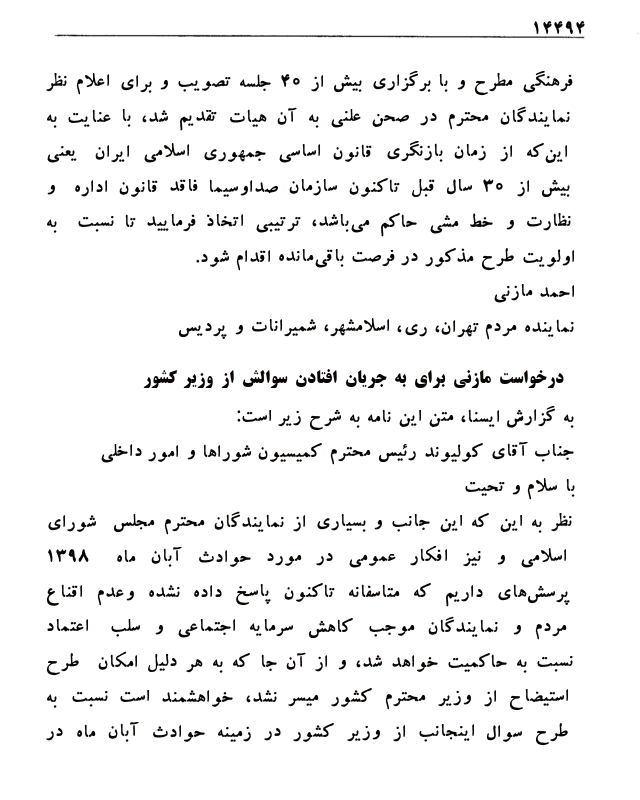 ۱۴۴۹۴
فرهنگی مطرح و با برگزاری بیش از ۴۰ جلسه تصویب و برای اعلام نظر
نمایندگان محترم در صحن علنی به آن هیات تقدیم شد، با عنایت به
این‌که از زمان بازنگری قانون اساسی جمهوری اسلامی ایران یعنی
بیش از ۳۰ سال قبل تاکنون سازمان صداوسیما فاقد قانون اداره و
نظارت و خط مشی حاکم می‌باشد، ترتیبی اتخاذ فرمایید تا نسبت به
اولویت طرح مذکور در فرصت باقی‌مانده اقدام شود.
احمد مازنی
نماینده مردم تهران، ری، اسلامشهر، شمیرانات و پردیس
درخواست مازنی برای به جریان افتادن سوالش از وزیر کشور
به گزارش ایسنا، متن این نامه به شرح زیر است:
جناب آقای کولیوند رئیس محترم کمیسیون شوراها و امور داخلی
با سلام و تحیت
نظر به این که این جانب و بسیاری از نمایندگان محترم مجلس شورای
اسلامی و نیز افکار عمومی در مورد حوادث آبان ماه ۱۳۹۸
پرسش‌های داریم که متاسفانه تاکنون پاسخ داده نشده وعدم اقناع
مردم و نمایندگان موجب کاهش سرمایه اجتماعی و سلب اعتماد
نسبت به حاکمیت خواهد شد، و از آن جا که به هر دلیل امکان طرح
استیضاح از وزیر محترم کشور میسر نشد، خواهشمند است نسبت به
طرح سوال اینجانب از وزیر کشور در زمینه حوادث آبان ماه در